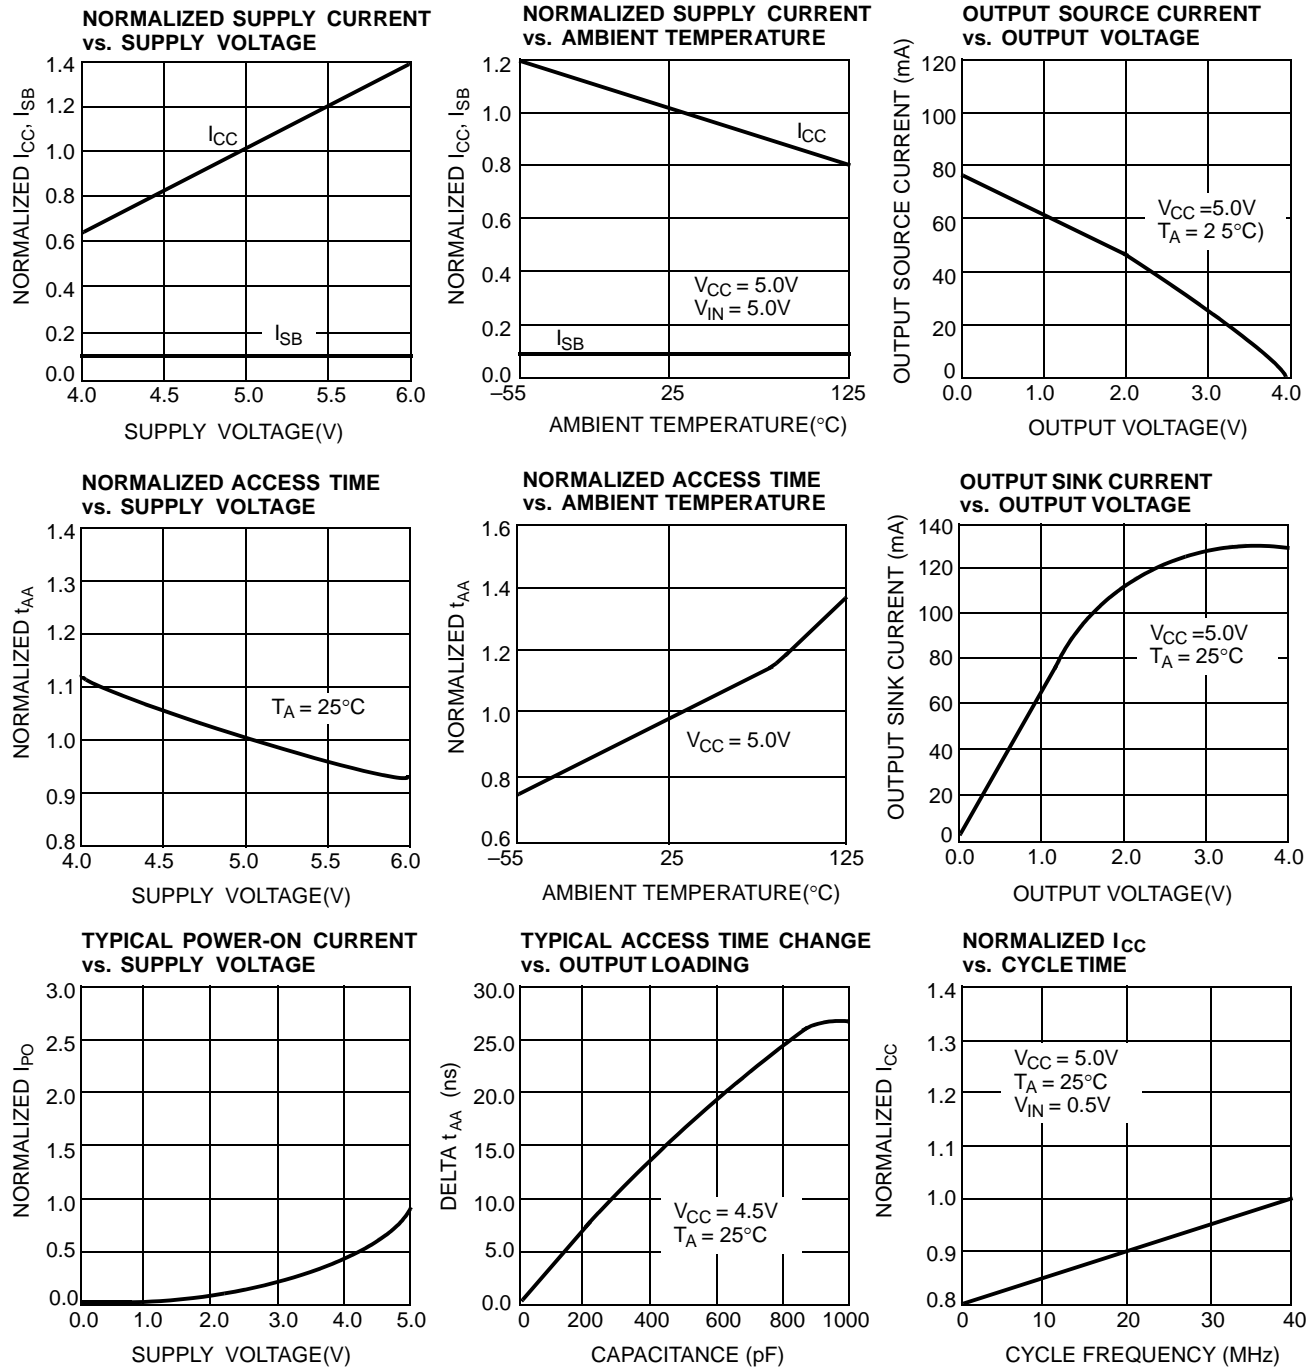 NORMALIZED SUPPLY CURRENT
vs. SUPPLY VOLTAGE
1.4
1.2
1.0
0.8
0.6
0.4
0.2
0.0
NORMALIZED ICC, ISB
ICC
ISB
4.0 4.5 5.0 5.5 6.0
SUPPLY VOLTAGE(V)
NORMALIZED SUPPLY CURRENT
vs. AMBIENT TEMPERATURE
1.2
1.0
0.8
0.6
0.4
0.2
0.0
NORMALIZED ICC, ISB
ICC
VCC = 5.0V
VIN = 5.0V
ISB
–55 25 125
AMBIENT TEMPERATURE(°C)
OUTPUT SOURCE CURRENT
vs. OUTPUT VOLTAGE
120
100
80
60
40
20
0
OUTPUT SOURCE CURRENT (mA)
VCC =5.0V
TA = 2 5°C)
0.0 1.0 2.0 3.0 4.0
OUTPUT VOLTAGE(V)
NORMALIZED ACCESS TIME
vs. SUPPLY VOLTAGE
1.4
1.3
1.2
1.1
1.0
0.9
0.8
NORMALIZED tAA
TA = 25°C
4.0 4.5 5.0 5.5 6.0
SUPPLY VOLTAGE(V)
NORMALIZED ACCESS TIME
vs. AMBIENT TEMPERATURE
1.6
1.4
1.2
1.0
0.8
0.6
NORMALIZED tAA
VCC = 5.0V
–55 25 125
AMBIENT TEMPERATURE(°C)
OUTPUT SINK CURRENT
vs. OUTPUT VOLTAGE
140
120
100
80
60
40
20
0
OUTPUT SINK CURRENT (mA)
VCC =5.0V
TA = 25°C
0.0 1.0 2.0 3.0 4.0
OUTPUT VOLTAGE(V)
TYPICAL POWER-ON CURRENT
vs. SUPPLY VOLTAGE
3.0
2.5
2.0
1.5
1.0
0.5
0.0
NORMALIZED IPO
0.0 1.0 2.0 3.0 4.0 5.0
SUPPLY VOLTAGE(V)
TYPICAL ACCESS TIME CHANGE
vs. OUTPUT LOADING
30.0
25.0
20.0
15.0
10.0
5.0
0.0
DELTA tAA (ns)
VCC = 4.5V
TA = 25°C
0 200 400 600 800 1000
CAPACITANCE (pF)
NORMALIZED ICC
vs. CYCLETIME
1.4
1.3
1.2
1.1
1.0
0.9
0.8
NORMALIZED ICC
VCC = 5.0V
TA = 25°C
VIN = 0.5V
0 10 20 30 40
CYCLE FREQUENCY (MHz)